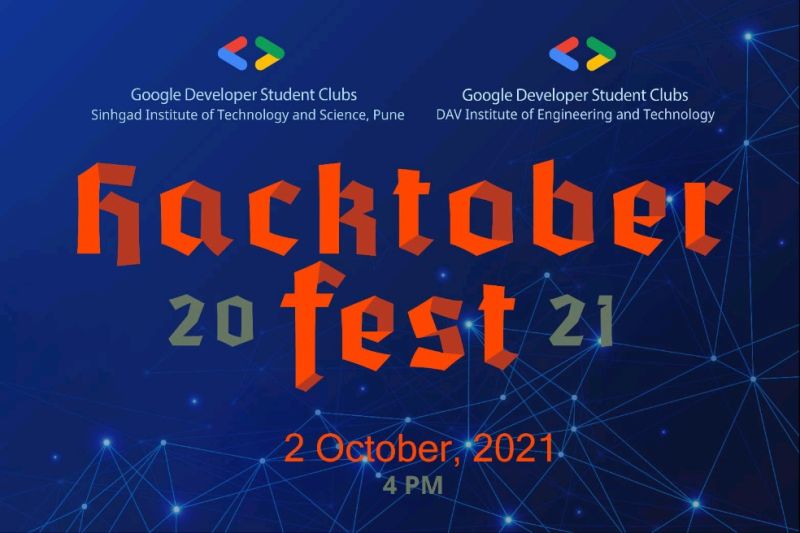 Google Developer Student Clubs
Sinhgad Institute of Technology and Science, Pune
Google Developer Student Clubs
DAV Institute of Engineering and Technology
hacktober
20 fest 21
2 October, 2021
4 PM